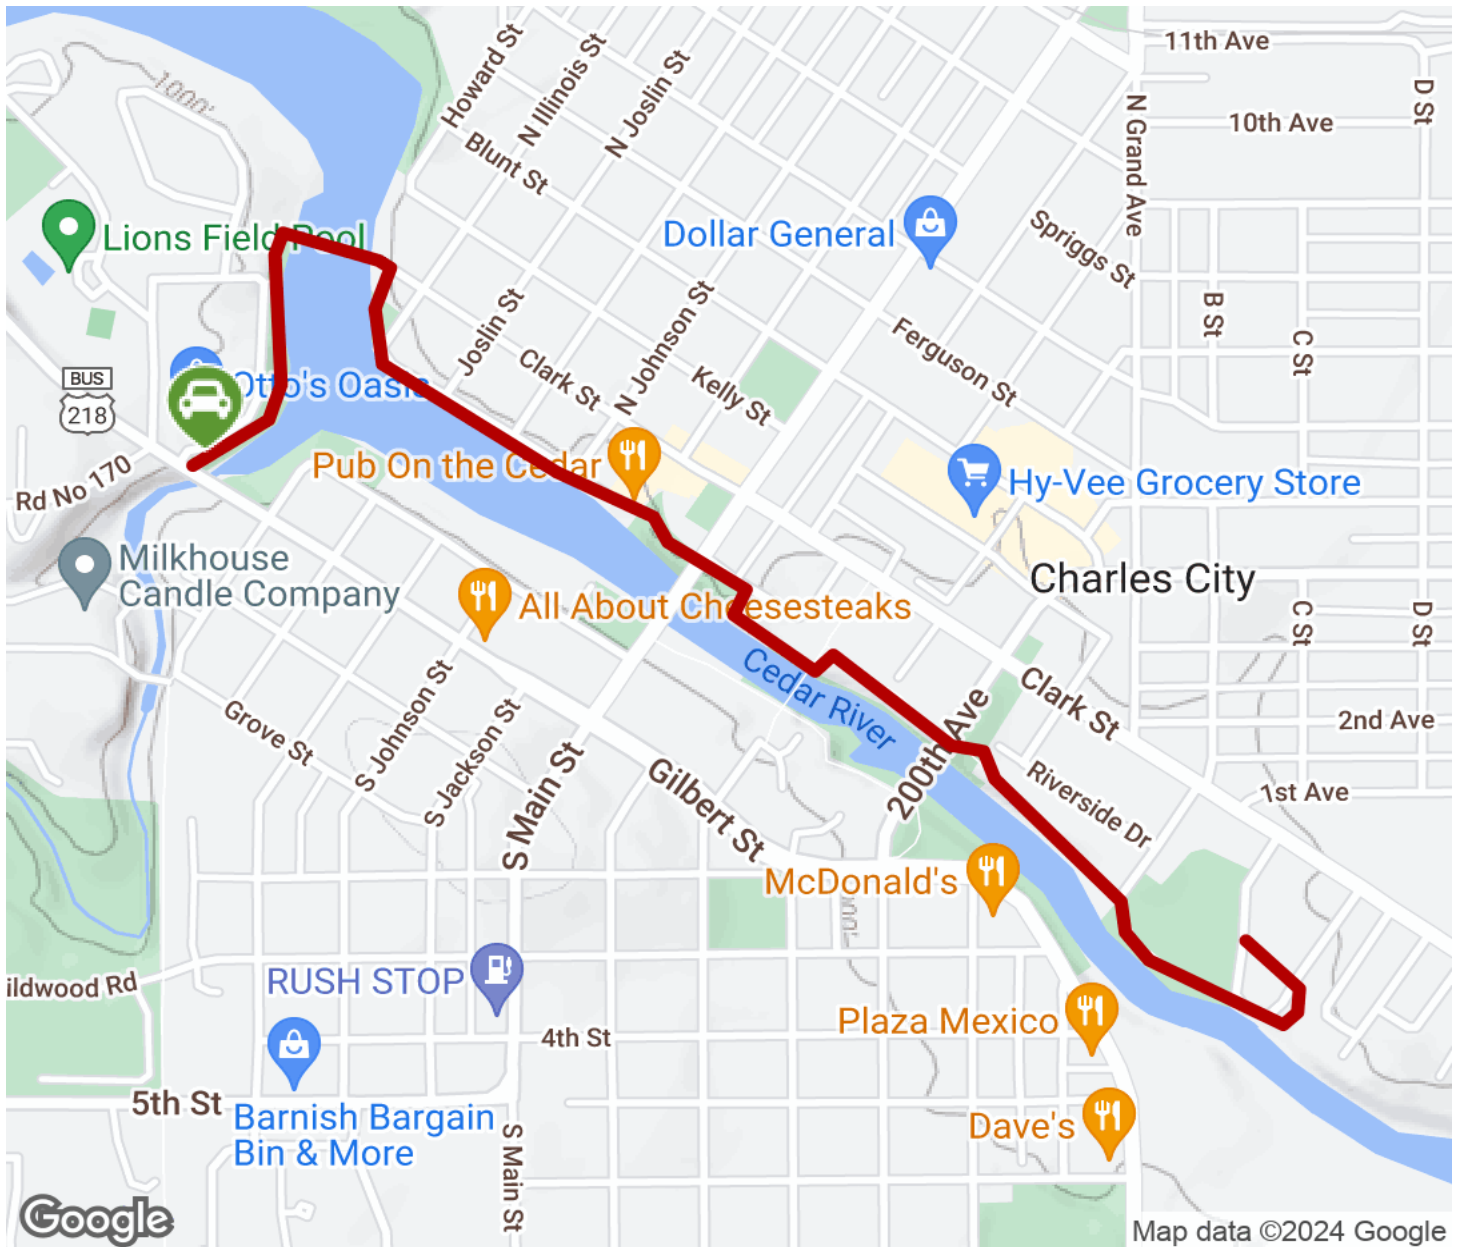 11th Ave
Howard St
N Illinois St
N Joslin St
1000'
D St
N Grand Ave
10th Ave
Blunt St
Lions Field Pool
Dollar General
Spriggs St
Joslin St
N Johnson St
B St
C St
Ferguson St
Clark St
Kelly St
BUS
218
Otto's Oasis
Pub On the Cedar
Rd No 170
Hy-Vee Grocery Store
Milkhouse
Candle Company
All About Cheesesteaks
Charles City
C St
D St
Cedar River
Grove St
S Johnson St
S Jackson St
S Main St
Gilbert St
200th Ave
Clark St
2nd Ave
Riverside Dr
1st Ave
McDonald's
ildwood Rd
RUSH STOP
Plaza Mexico
4th St
5th St
Barnish Bargain
Bin & More
Dave's
S Main St
Google
Map data ©2024 Google